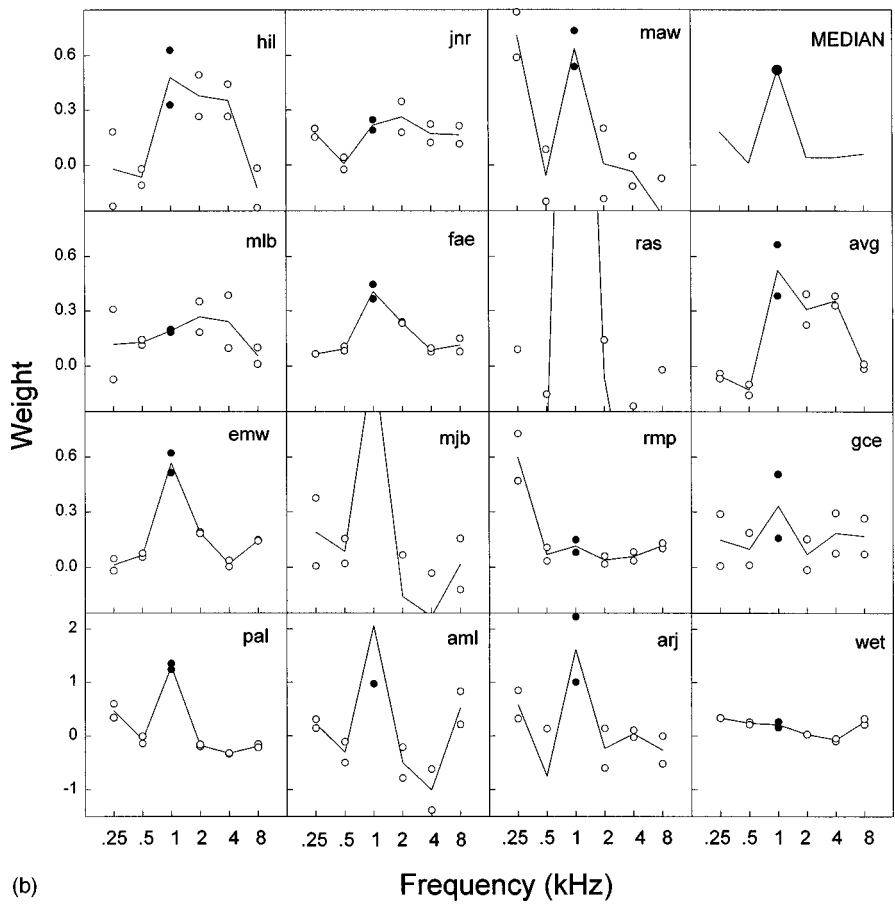 hil jnr maw MEDIAN
0.6
0.3
0.0
mlb fae ras avg
0.6
0.3
0.0
Weight
emw mjb rmp gce
0.6
0.3
0.0
pal aml arj wet
2
1
0
-1
.25 .5 1 2 4 8 .25 .5 1 2 4 8 .25 .5 1 2 4 8 .25 .5 1 2 4 8
(b) Frequency (kHz)